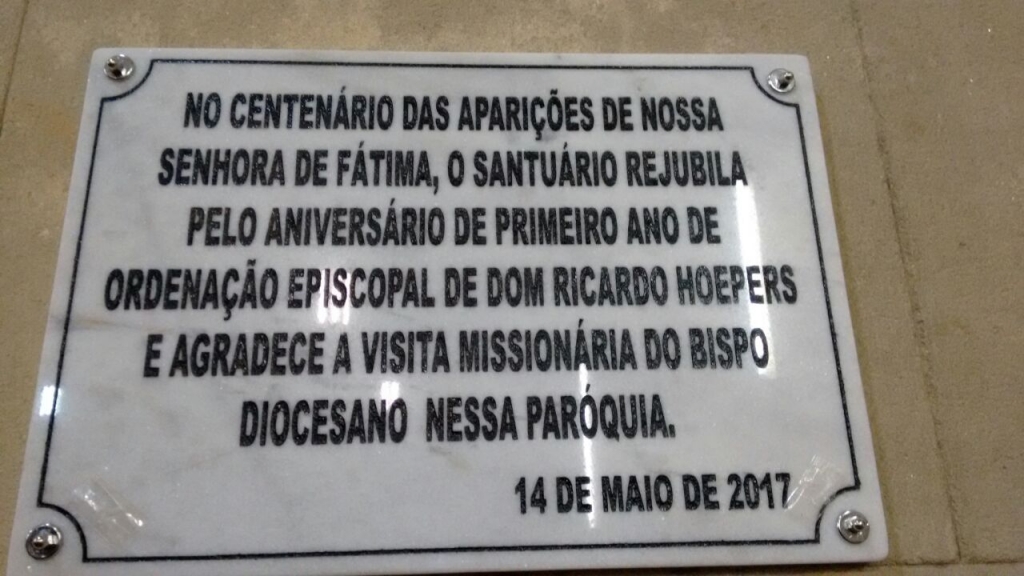 NO CENTENÁRIO DAS APARIÇÕES DE NOSSA
SENHORA DE FÁTIMA, O SANTUÁRIO REJUBILA
PELO ANIVERSÁRIO DE PRIMEIRO ANO DE
ORDENAÇÃO EPISCOPAL DE DOM RICARDO HOEPERS
E AGRADECE A VISITA MISSIONÁRIA DO BISPO
DIOCESANO NESSA PARÓQUIA.
14 DE MAIO DE 2017